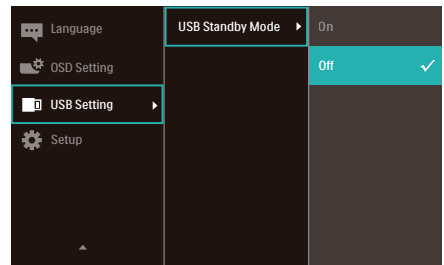 Language
OSD Setting
USB Setting
Setup
USB Standby Mode
On
Off